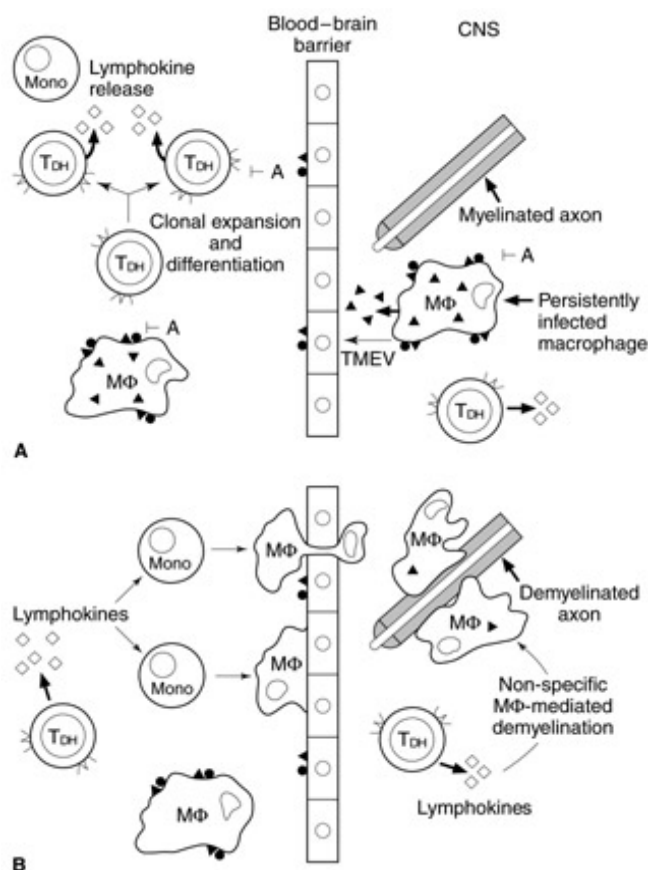 Blood–brain
barrier
CNS
Mono
Lymphokine
release
TDH
TDH
A
Clonal expansion
and
differentiation
TDH
Myelinated axon
A
MΦ
Persistently
infected
macrophage
TMEV
A
MΦ
TDH
A
Mono
MΦ
MΦ
Lymphokines
Demyelinated
axon
MΦ
Mono
MΦ
Non-specific
MΦ-mediated
demyelination
TDH
TDH
Lymphokines
MΦ
B